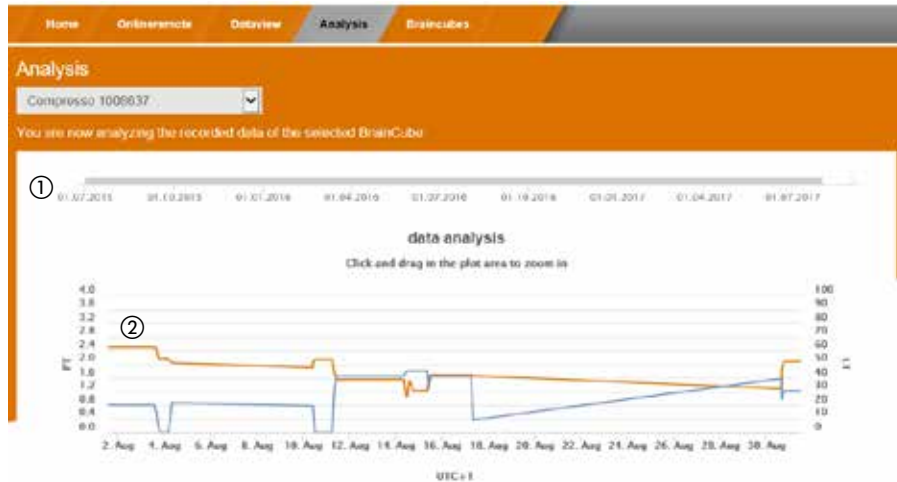 Home Onlineremote Dataview Analysis Braincubes
Analysis
Compresso 1008637
You are now analyzing the recorded data of the selected BrainCube
①
01.07.2015 01.10.2015 01.01.2016 01.04.2016 01.07.2016 01.10.2016 01.01.2017 01.04.2017 01.07.2017
data analysis
Click and drag in the plot area to zoom in
②
4.0 100
3.6 90
3.2 80
2.8 70
2.4 60
2.0 50
1.6 40
1.2 30
0.8 20
0.4 10
0.0 0
PT
2. Aug 4. Aug 6. Aug 8. Aug 10. Aug 12. Aug 14. Aug 16. Aug 18. Aug 20. Aug 22. Aug 24. Aug 26. Aug 28. Aug 30. Aug
UTC+1